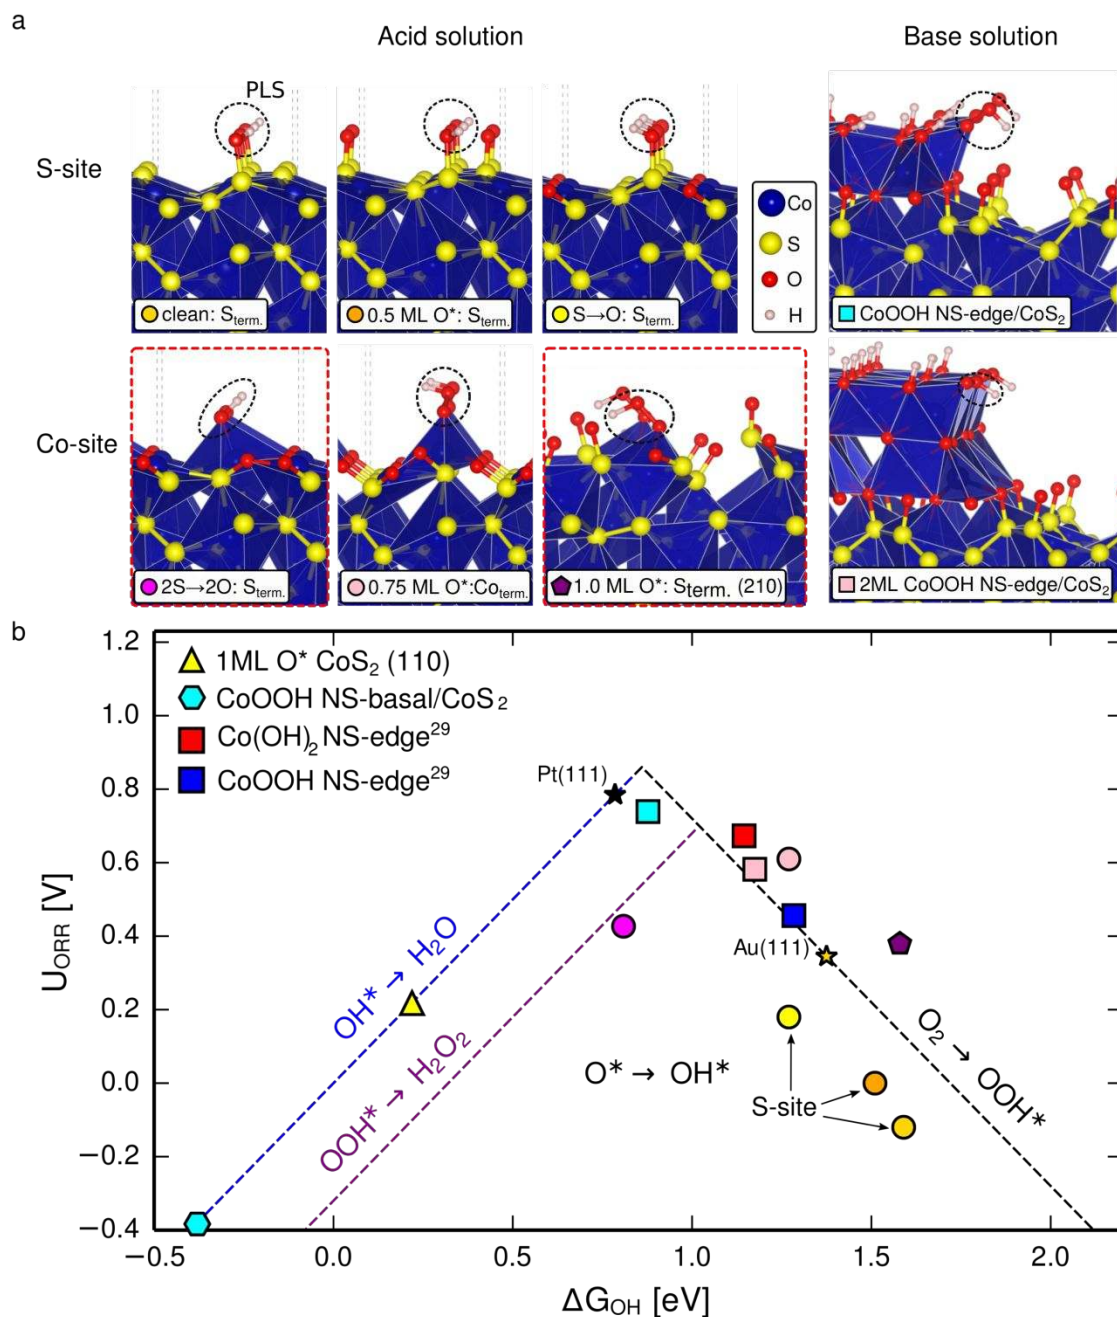 a
Acid solution
Base solution
S-site
PLS
Co
S
O
H
clean: Sterm.
0.5 ML O*: Sterm.
S→O: Sterm.
CoOOH NS-edge/CoS2
Co-site
2S→2O: Sterm.
0.75 ML O*:Coterm.
1.0 ML O*: Sterm. (210)
2ML CoOOH NS-edge/CoS2
b
1ML O* CoS2 (110)
CoOOH NS-basal/CoS2
Co(OH)2 NS-edge29
CoOOH NS-edge29
Pt(111)
Au(111)
OH* → H2O
OOH* → H2O2
O* → OH*
S-site
O2 → OOH*
UORR [V]
1.2
1.0
0.8
0.6
0.4
0.2
0.0
−0.2
−0.4
−0.5
0.0
0.5
1.0
1.5
2.0
ΔGOH [eV]